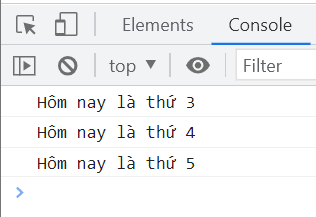 Elements Console
top ▼ Filter
Hôm nay là thứ 3
Hôm nay là thứ 4
Hôm nay là thứ 5
>